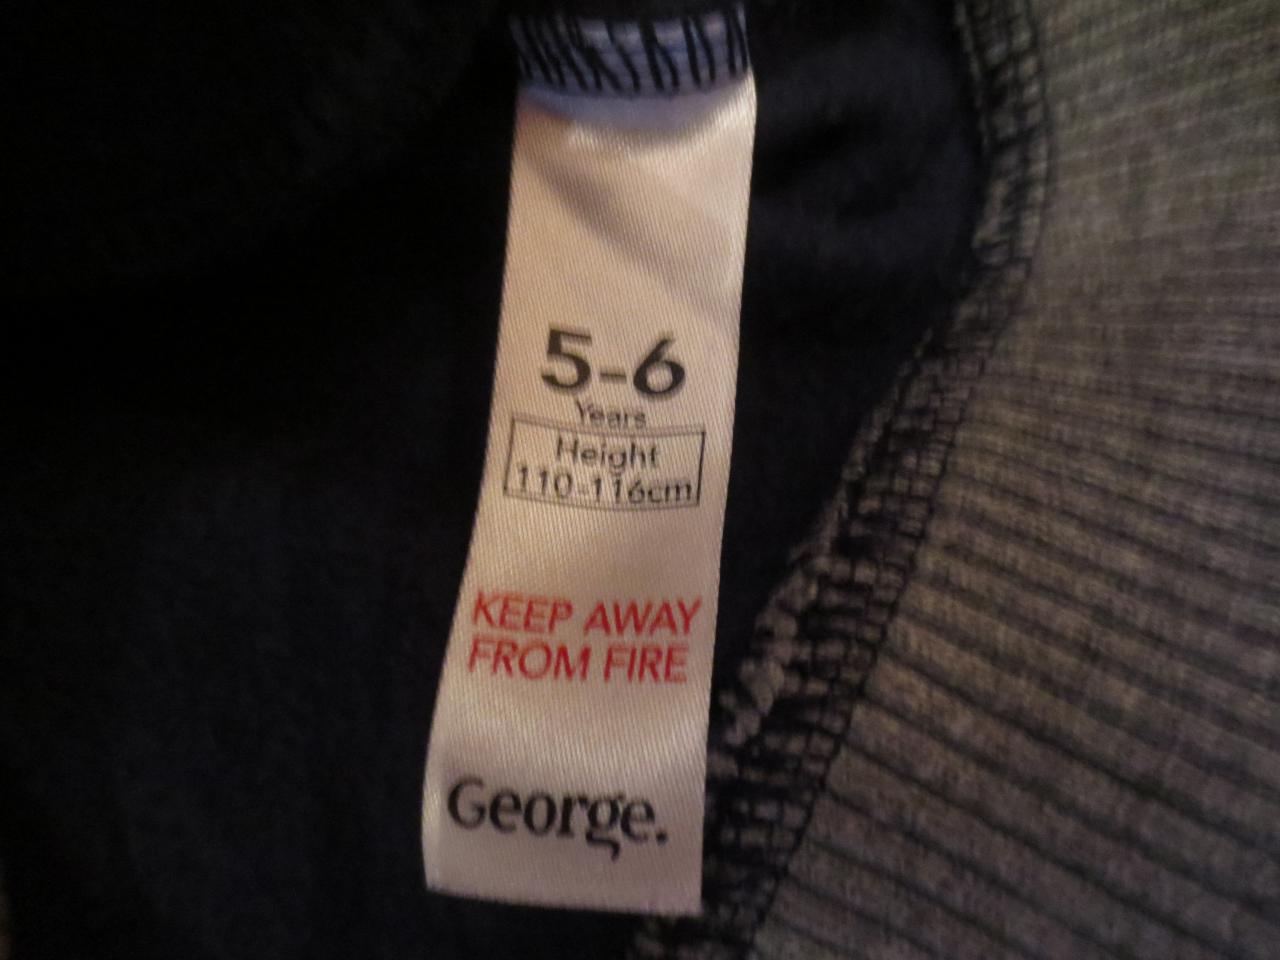 5-6
Years
Height
110-116cm
KEEP AWAY
FROM FIRE
George.